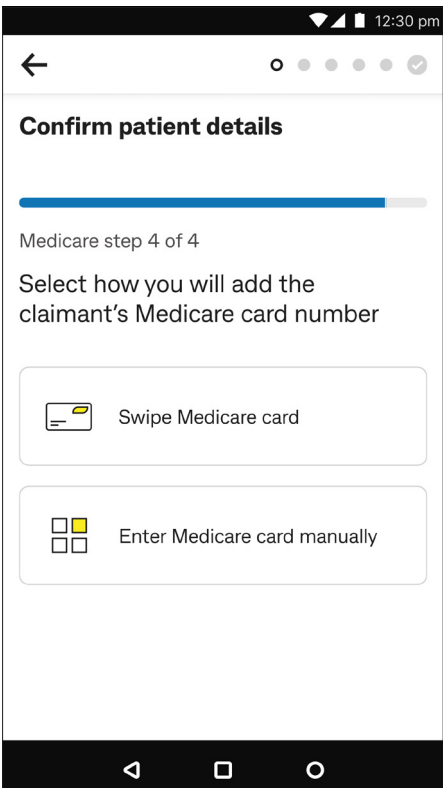 12:30 pm
Confirm patient details
Medicare step 4 of 4
Select how you will add the
claimant's Medicare card number
Swipe Medicare card
Enter Medicare card manually